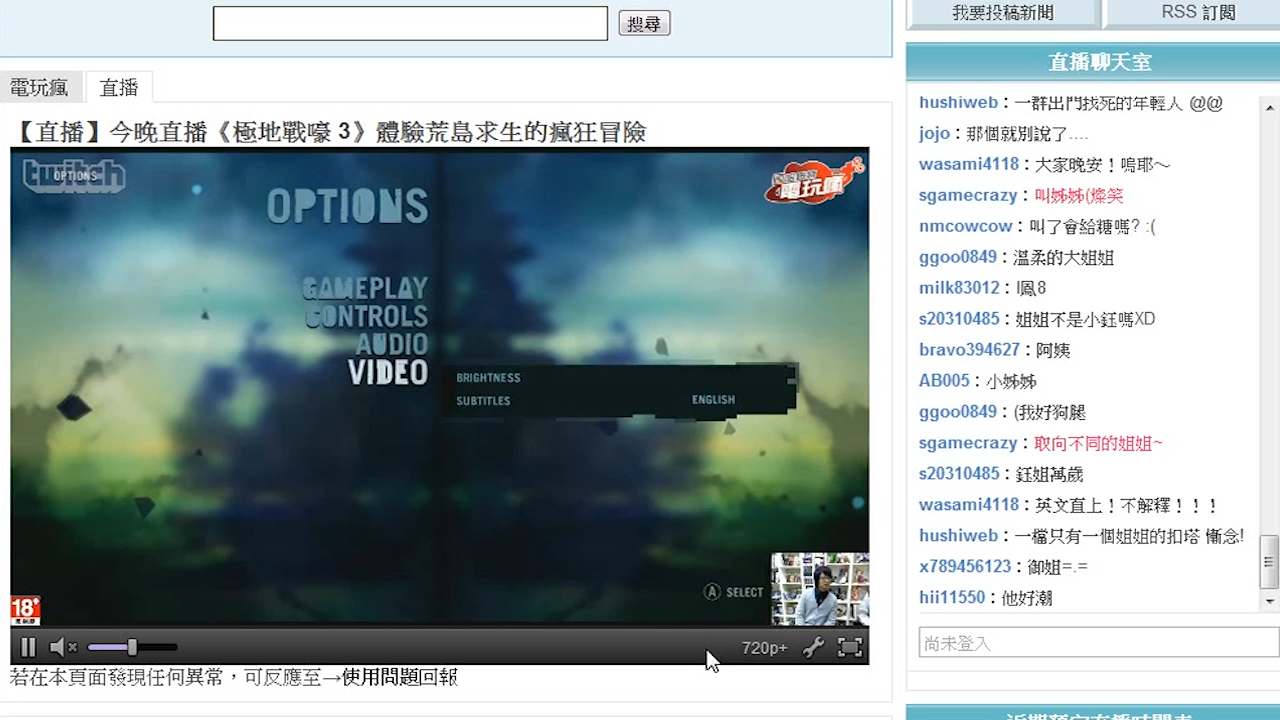 搜尋
我要投稿新聞
RSS 訂閱
直播聊天室
電玩瘋
直播
【直播】今晚直播《極地戰嚎 3》體驗荒島求生的瘋狂冒險
twitch
OPTIONS
電玩瘋
OPTIONS
GAMEPLAY
CONTROLS
AUDIO
VIDEO
BRIGHTNESS
SUBTITLES
ENGLISH
A SELECT
18+
720p+
若在本頁面發現任何異常，可反應至→使用問題回報
hushiweb：一群出門找死的年輕人 @@
jojo：那個就別說了....
wasami4118：大家晚安！嗚耶～
sgamecrazy：叫姊姊(燦笑
nmcowcow：叫了會給糖嗎? :(
ggoo0849：溫柔的大姐姐
milk83012：鳳8
s20310485：姐姐不是小鈺嗎XD
bravo394627：阿姨
AB005：小姊姊
ggoo0849：(我好狗腿
sgamecrazy：取向不同的姐姐~
s20310485：鈺姐萬歲
wasami4118：英文直上！不解釋！！！
hushiweb：一檔只有一個姐姐的扣塔 慚念!
x789456123：御姐=.=
hii11550：他好潮
尚未登入